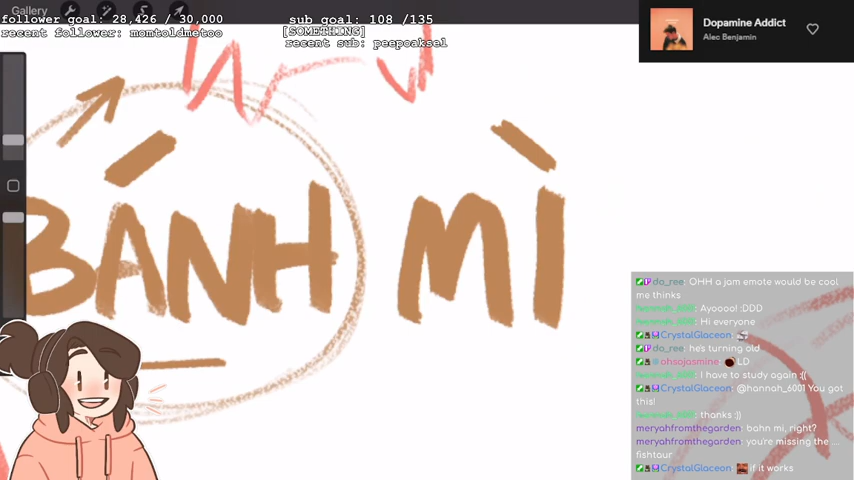 Gallery
follower goal: 28,426 / 30,000
recent follower: momtoldmetoo
sub goal: 108 /135
[SOMETHING]
recent sub: peepoaksel
Dopamine Addict
Alec Benjamin
BÁNH MÌ
do_ree: OHH a jam emote would be cool
me thinks
: Ayoooo! :DDD
: Hi everyone
CrystalGlaceon:
do_ree: he's turning old
ohsojasmine: LD
: I have to study again :((
CrystalGlaceon: @hannah_6001 You got
this!
: thanks :))
meryahfromthegarden: bahn mi, right?
meryahfromthegarden: you're missing the ....
fishtaur
CrystalGlaceon: if it works